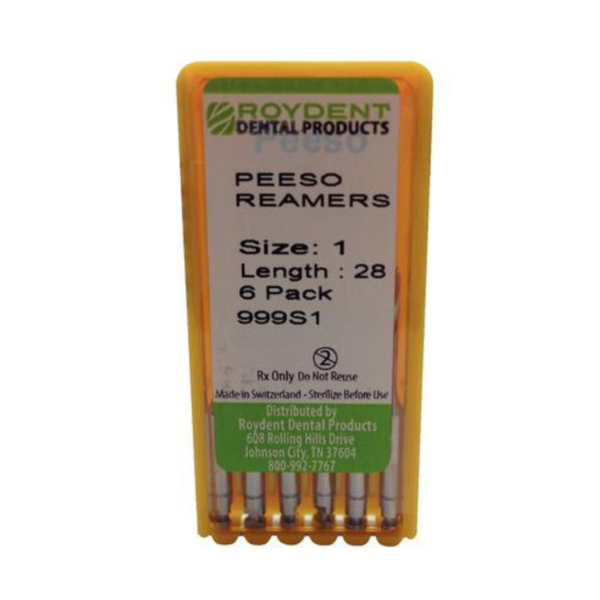 ROYDENT
DENTAL PRODUCTS
Peeso
PEESO
REAMERS
Size: 1
Length : 28
6 Pack
999S1
2
Rx Only Do Not Reuse
Made in Switzerland - Sterilize Before Use
Distributed by
Roydent Dental Products
608 Rolling Hills Drive
Johnson City, TN 37604
800-992-7767